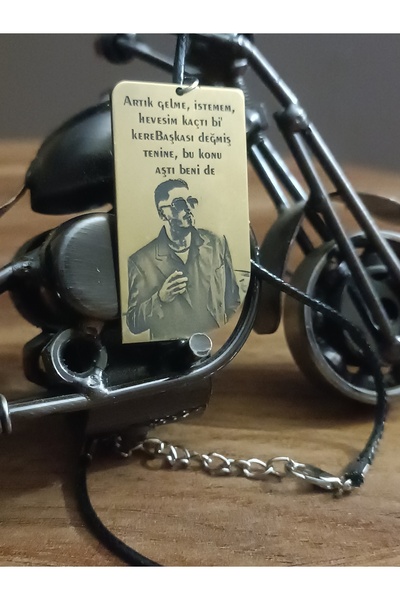 Artık gelme, istemem,
hevesim kaçtı bi'
kereBaşkası değmiş
tenine, bu konu
aştı beni de